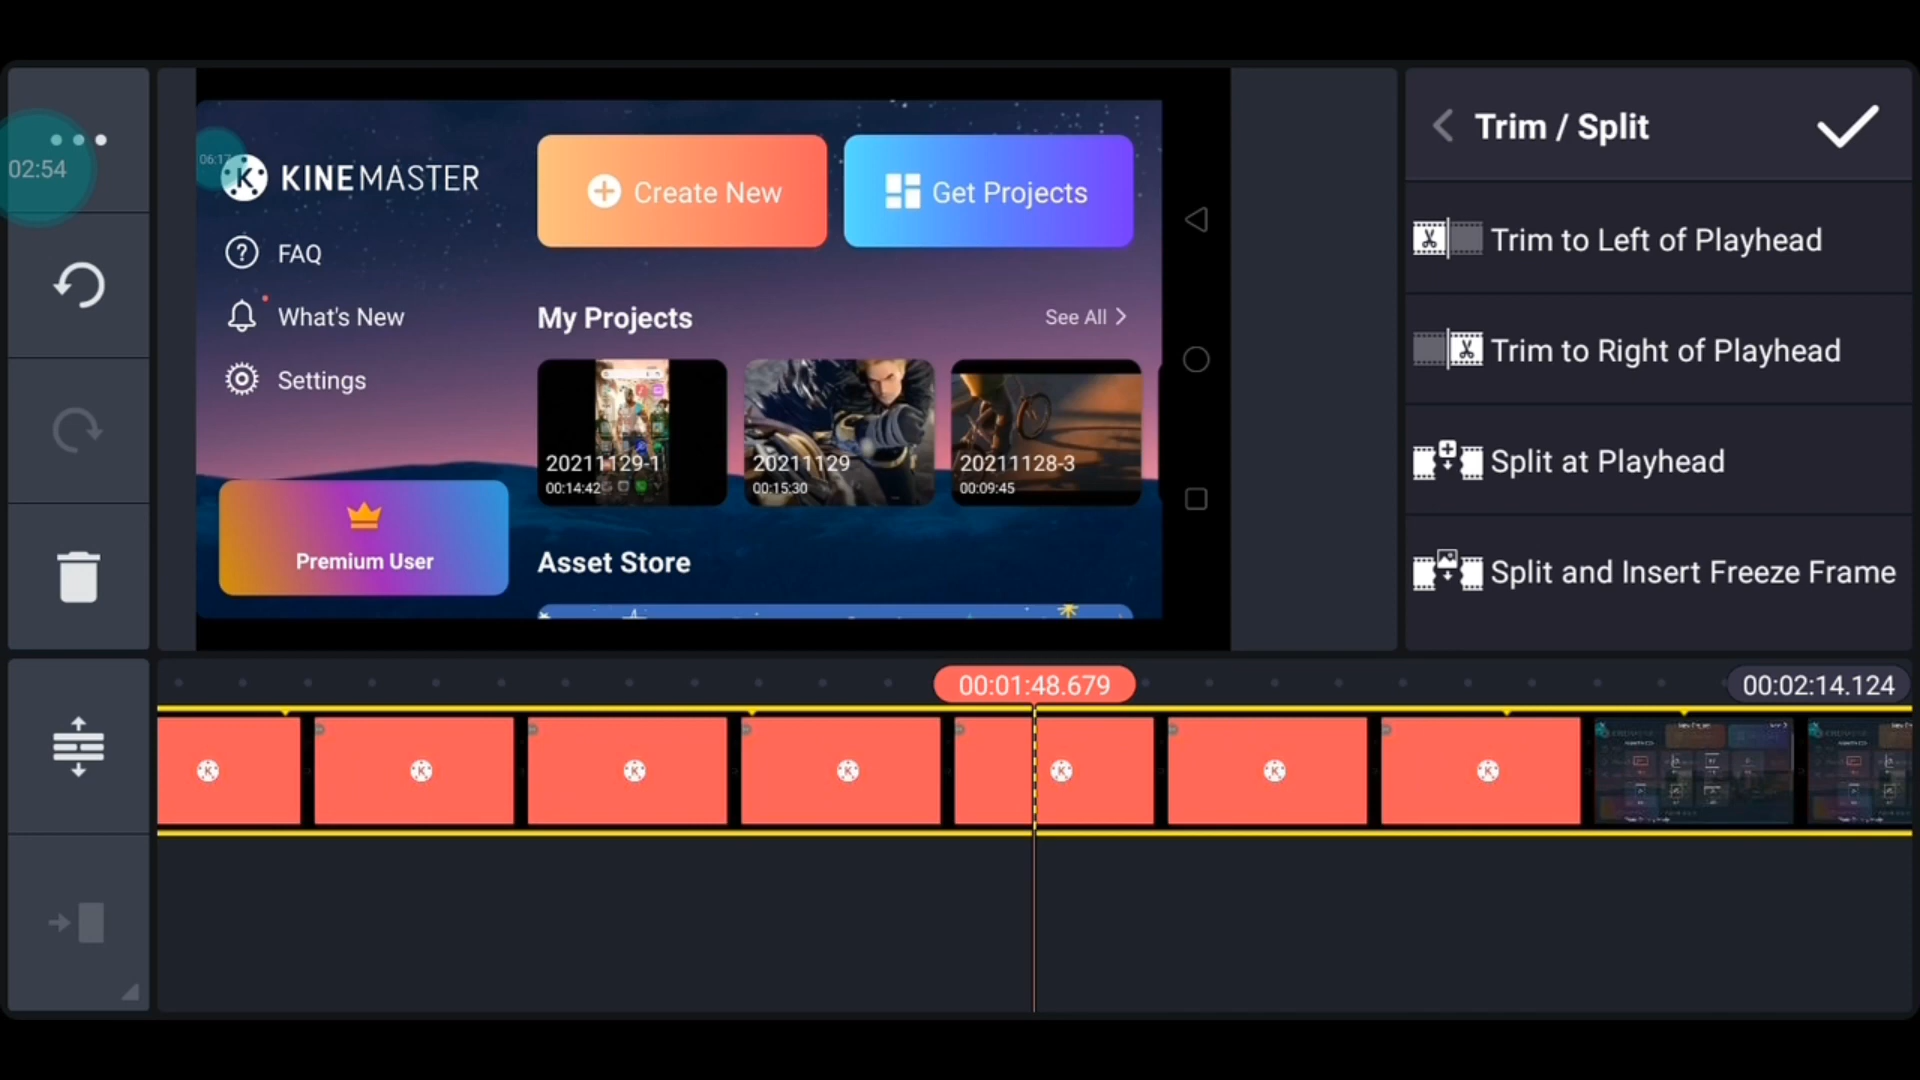 02:54
06:17
KINEMASTER
FAQ
What's New
Settings
Premium User
Create New
Get Projects
My Projects
See All
20211129-1
00:14:42
20211129
00:15:30
20211128-3
00:09:45
Asset Store
Trim / Split
Trim to Left of Playhead
Trim to Right of Playhead
Split at Playhead
Split and Insert Freeze Frame
00:01:48.679
00:02:14.124